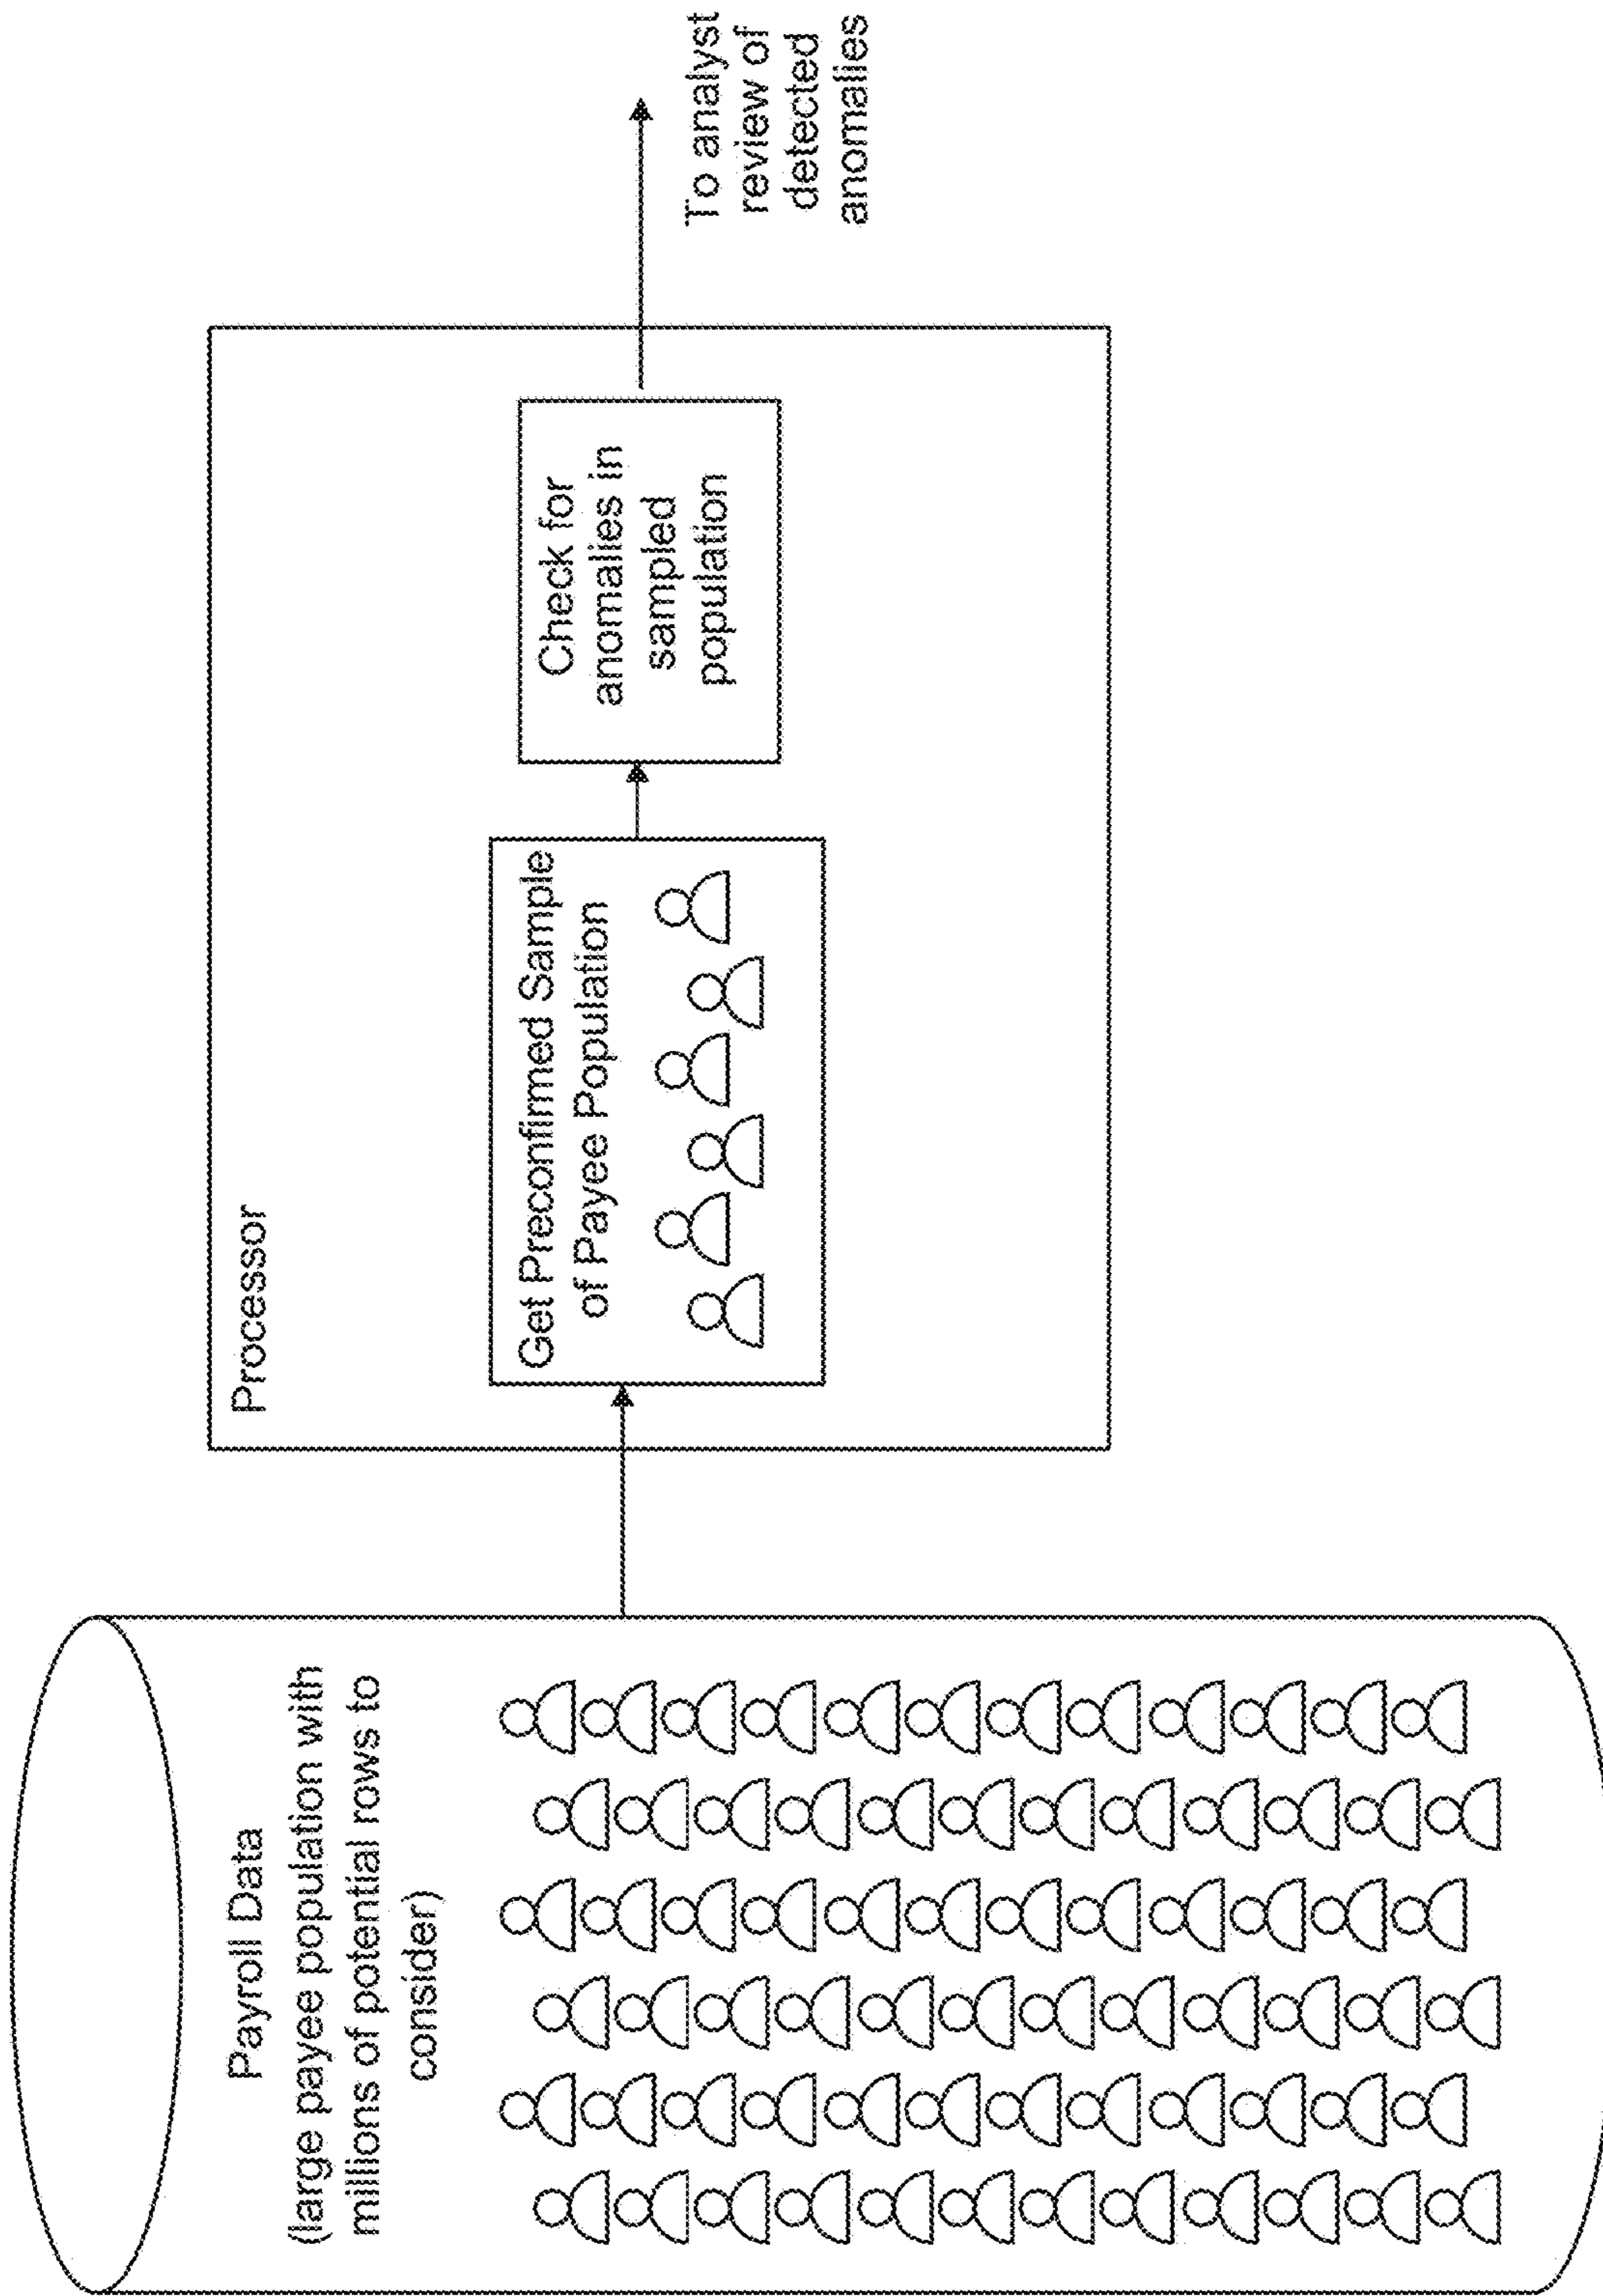 Payroll Data
(large payee population with
millions of potential rows to
consider)
Processor
Get Preconfirmed Sample
of Payee Population
Check for
anomalies in
sampled
population
To analyst
review of
detected
anomalies